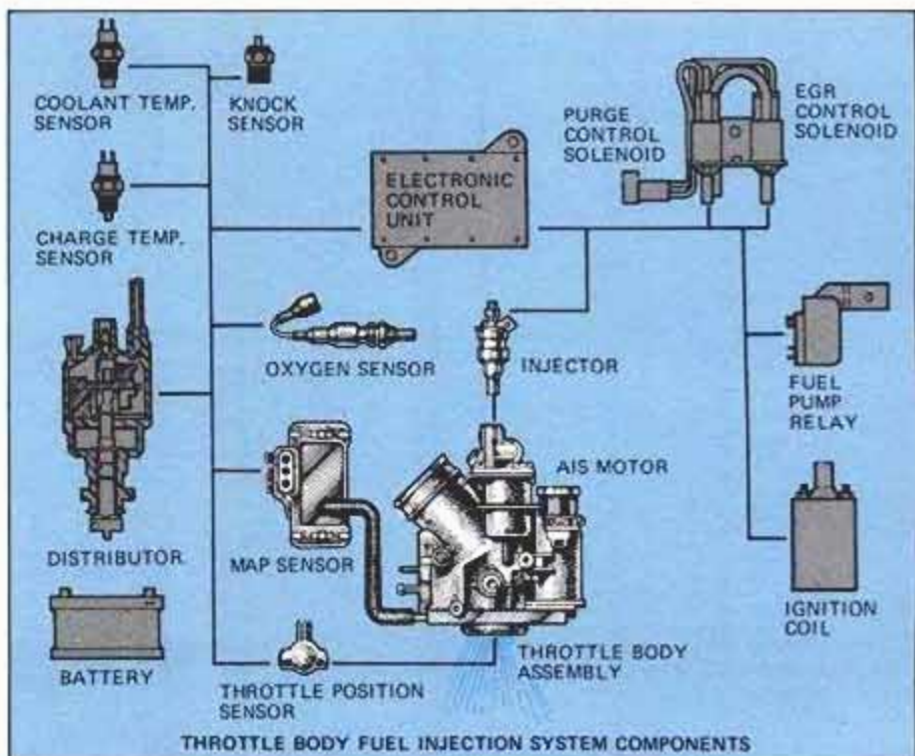 COOLANT TEMP.
SENSOR
KNOCK
SENSOR
PURGE
CONTROL
SOLENOID
EGR
CONTROL
SOLENOID
ELECTRONIC
CONTROL
UNIT
CHARGE TEMP.
SENSOR
OXYGEN SENSOR
INJECTOR
FUEL
PUMP
RELAY
AIS MOTOR
DISTRIBUTOR
MAP SENSOR
IGNITION
COIL
BATTERY
THROTTLE POSITION
SENSOR
THROTTLE BODY
ASSEMBLY
THROTTLE BODY FUEL INJECTION SYSTEM COMPONENTS